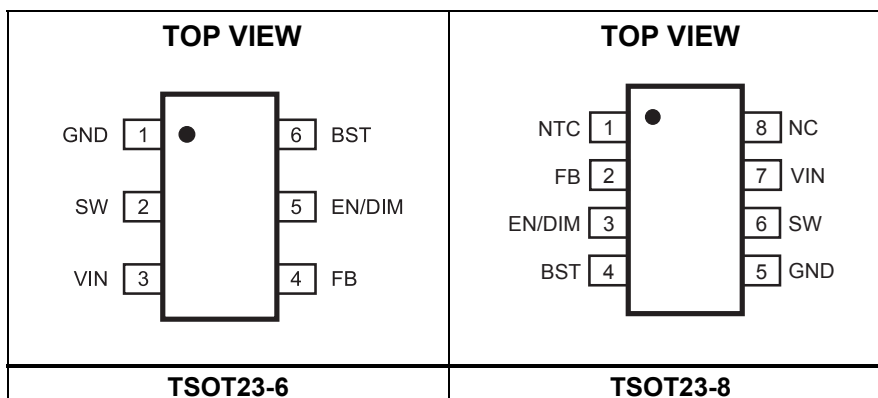 TOP VIEW
GND 1 6 BST
SW 2 5 EN/DIM
VIN 3 4 FB
TSOT23-6
TOP VIEW
NTC 1 8 NC
FB 2 7 VIN
EN/DIM 3 6 SW
BST 4 5 GND
TSOT23-8